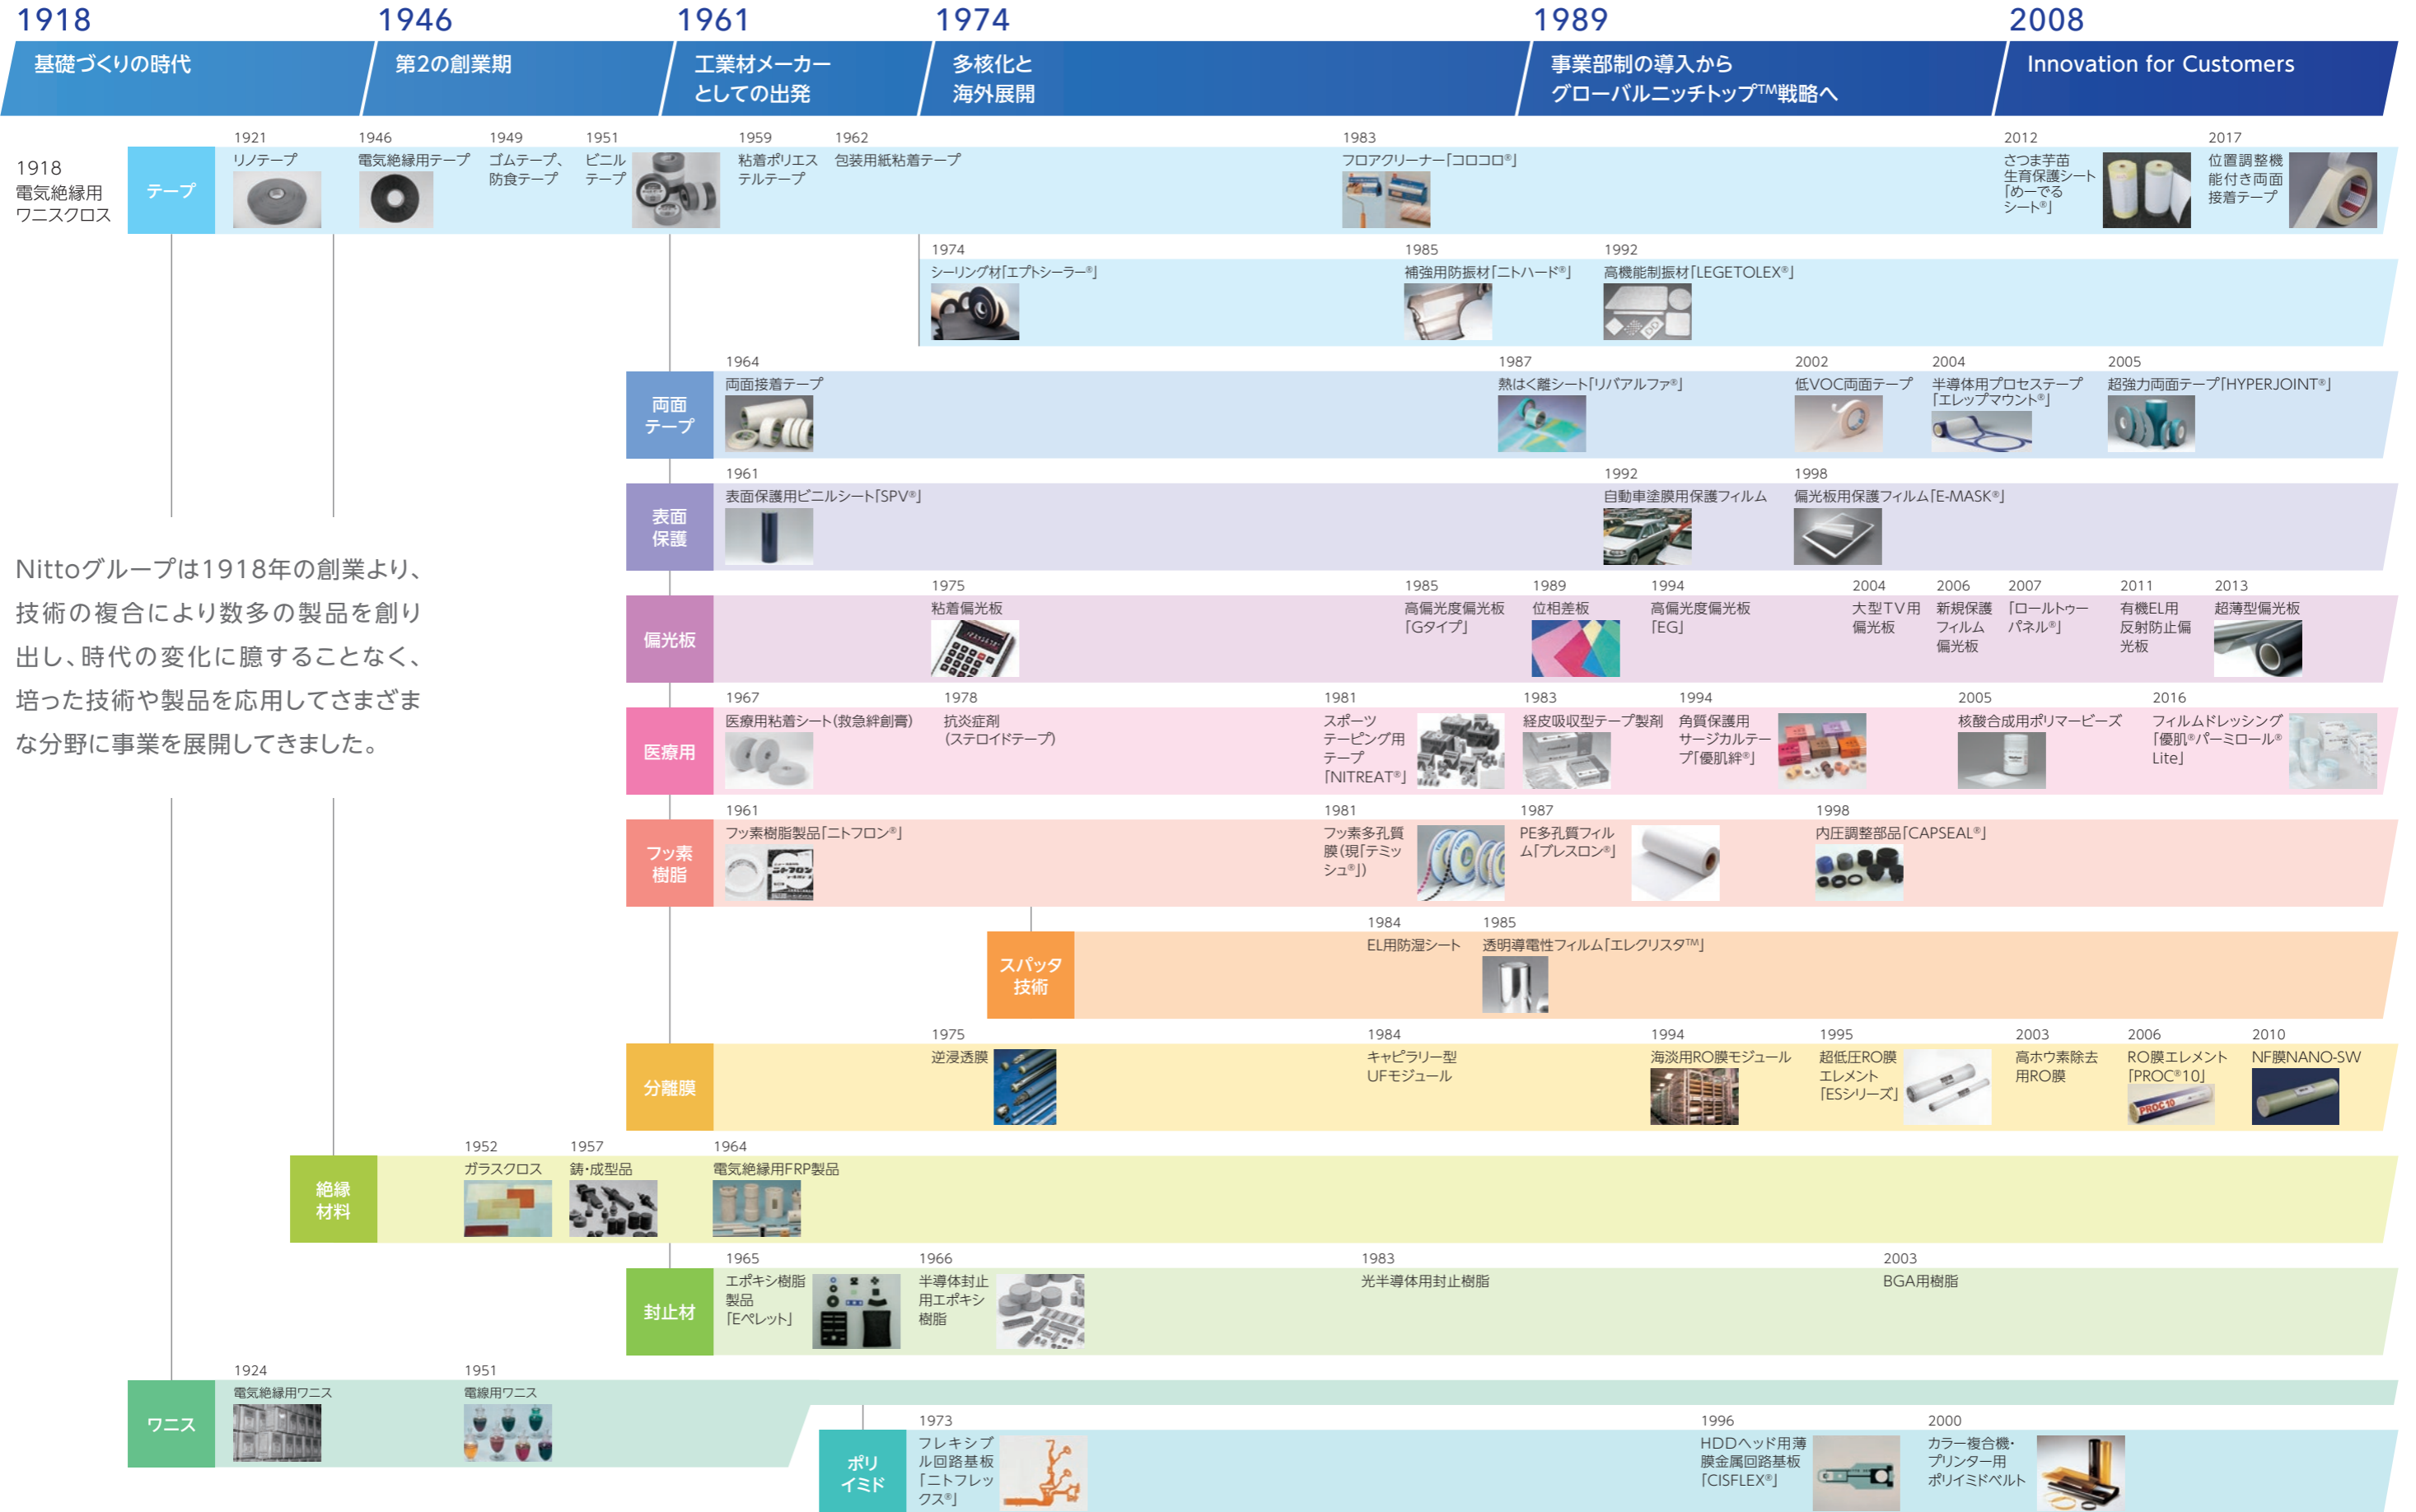 1918
1946
1961
1974
1989
2008
基礎づくりの時代
第2の創業期
工業材メーカー
としての出発
多核化と
海外展開
事業部制の導入から
グローバルニッチトップ™戦略へ
Innovation for Customers
1918
電気絶縁用
ワニスクロス
テープ
1921
リノテープ
1946
電気絶縁用テープ
1949
ゴムテープ、
防食テープ
1951
ビニル
テープ
1959
粘着ポリエス
テルテープ
1962
包装用紙粘着テープ
1983
フロアクリーナー「コロコロ®」
2012
さつま芋苗
生育保護シート
「めーでる
シート®」
2017
位置調整機
能付き両面
接着テープ
1974
シーリング材「エプトシーラー®」
1985
補強用防振材「ニトハード®」
1992
高機能制振材「LEGETOLEX®」
両面
テープ
1964
両面接着テープ
1987
熱はく離シート「リバアルファ®」
2002
低VOC両面テープ
2004
半導体用プロセステープ
「エレップマウント®」
2005
超強力両面テープ「HYPERJOINT®」
表面
保護
1961
表面保護用ビニルシート「SPV®」
1992
自動車塗膜用保護フィルム
1998
偏光板用保護フィルム「E-MASK®」
Nittoグループは1918年の創業より、
技術の複合により数多の製品を創り
出し、時代の変化に臆することなく、
培った技術や製品を応用してさまざま
な分野に事業を展開してきました。
偏光板
1975
粘着偏光板
1985
高偏光度偏光板
「Gタイプ」
1989
位相差板
1994
高偏光度偏光板
「EG」
2004
大型TV用
偏光板
2006
新規保護
フィルム
偏光板
2007
「ロールトゥー
パネル®」
2011
有機EL用
反射防止偏
光板
2013
超薄型偏光板
医療用
1967
医療用粘着シート（救急絆創膏）
1978
抗炎症剤
（ステロイドテープ）
1981
スポーツ
テーピング用
テープ
「NITREAT®」
1983
経皮吸収型テープ製剤
1994
角質保護用
サージカルテー
プ「優肌絆®」
2005
核酸合成用ポリマービーズ
2016
フィルムドレッシング
「優肌®パーミロール®
Lite」
フッ素
樹脂
1961
フッ素樹脂製品「ニトフロン®」
ニトフロン
1981
フッ素多孔質
膜（現「テミッ
シュ®」）
1987
PE多孔質フィル
ム「ブレスロン®」
1998
内圧調整部品「CAPSEAL®」
スパッタ
技術
1984
EL用防湿シート
1985
透明導電性フィルム「エレクリスタ™」
分離膜
1975
逆浸透膜
1984
キャピラリー型
UFモジュール
1994
海淡用RO膜モジュール
1995
超低圧RO膜
エレメント
「ESシリーズ」
2003
高ホウ素除去
用RO膜
2006
RO膜エレメント
「PROC®10」
PROC 10
2010
NF膜NANO-SW
絶縁
材料
1952
ガラスクロス
1957
鋳・成型品
1964
電気絶縁用FRP製品
封止材
1965
エポキシ樹脂
製品
「Eペレット」
1966
半導体封止
用エポキシ
樹脂
1983
光半導体用封止樹脂
2003
BGA用樹脂
ワニス
1924
電気絶縁用ワニス
1951
電線用ワニス
ポリ
イミド
1973
フレキシブ
ル回路基板
「ニトフレッ
クス®」
1996
HDDヘッド用薄
膜金属回路基板
「CISFLEX®」
2000
カラー複合機・
プリンター用
ポリイミドベルト